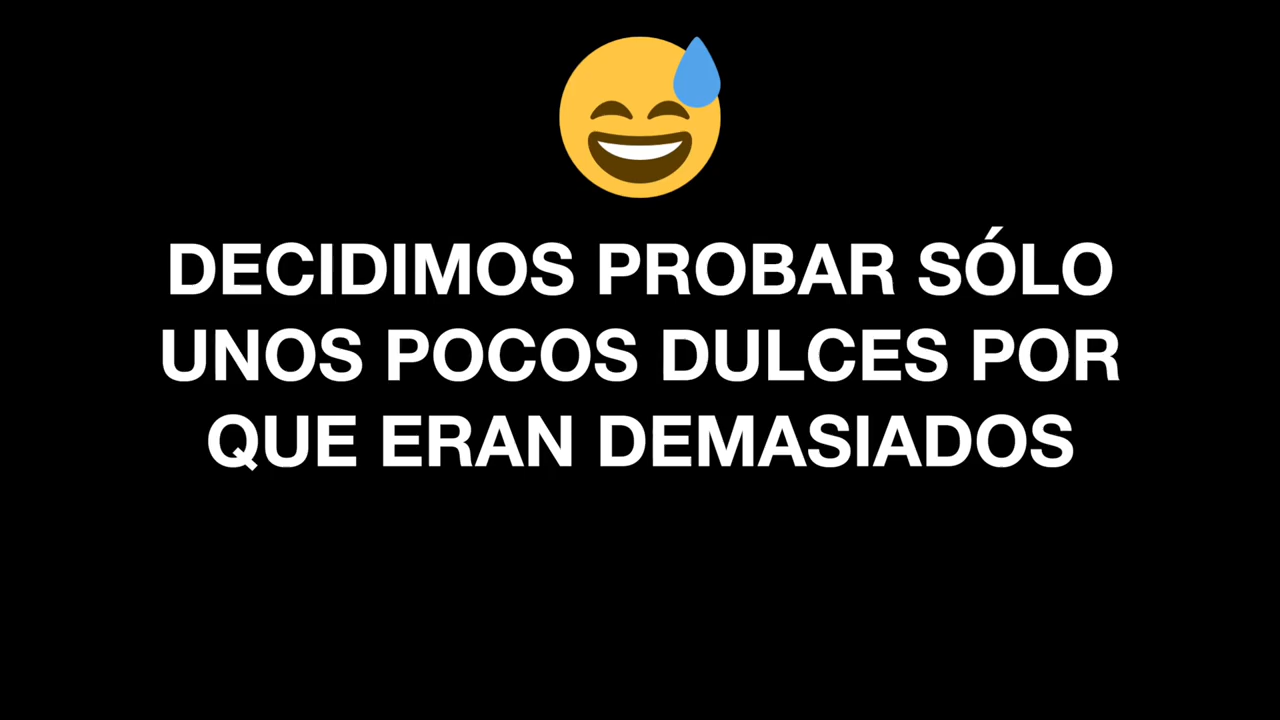 DECIDIMOS PROBAR SÓLO
UNOS POCOS DULCES POR
QUE ERAN DEMASIADOS